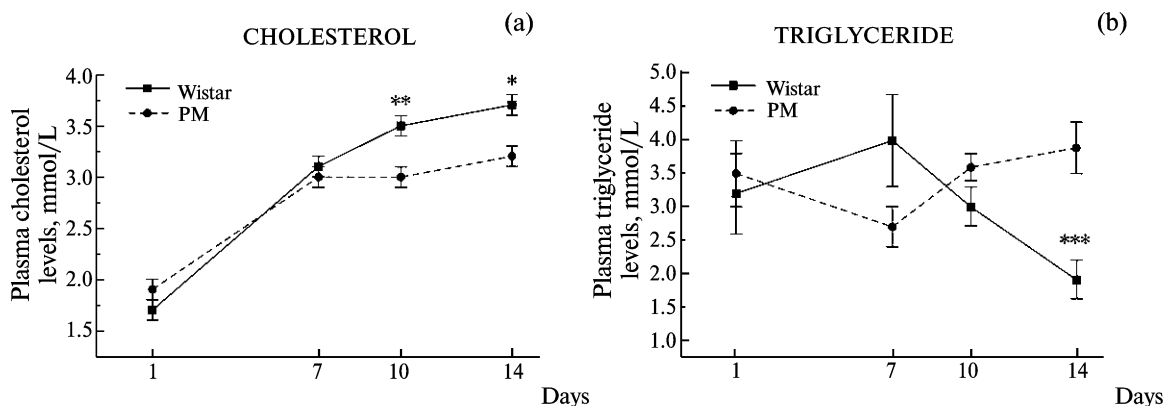 (a)
CHOLESTEROL
Plasma cholesterol
levels, mmol/L
4.0
3.5
3.0
2.5
2.0
1.5
Wistar
PM
**
*
1
7
10
14
Days
(b)
TRIGLYCERIDE
Plasma triglyceride
levels, mmol/L
5.0
4.5
4.0
3.5
3.0
2.5
2.0
1.5
1.0
Wistar
PM
***
1
7
10
14
Days